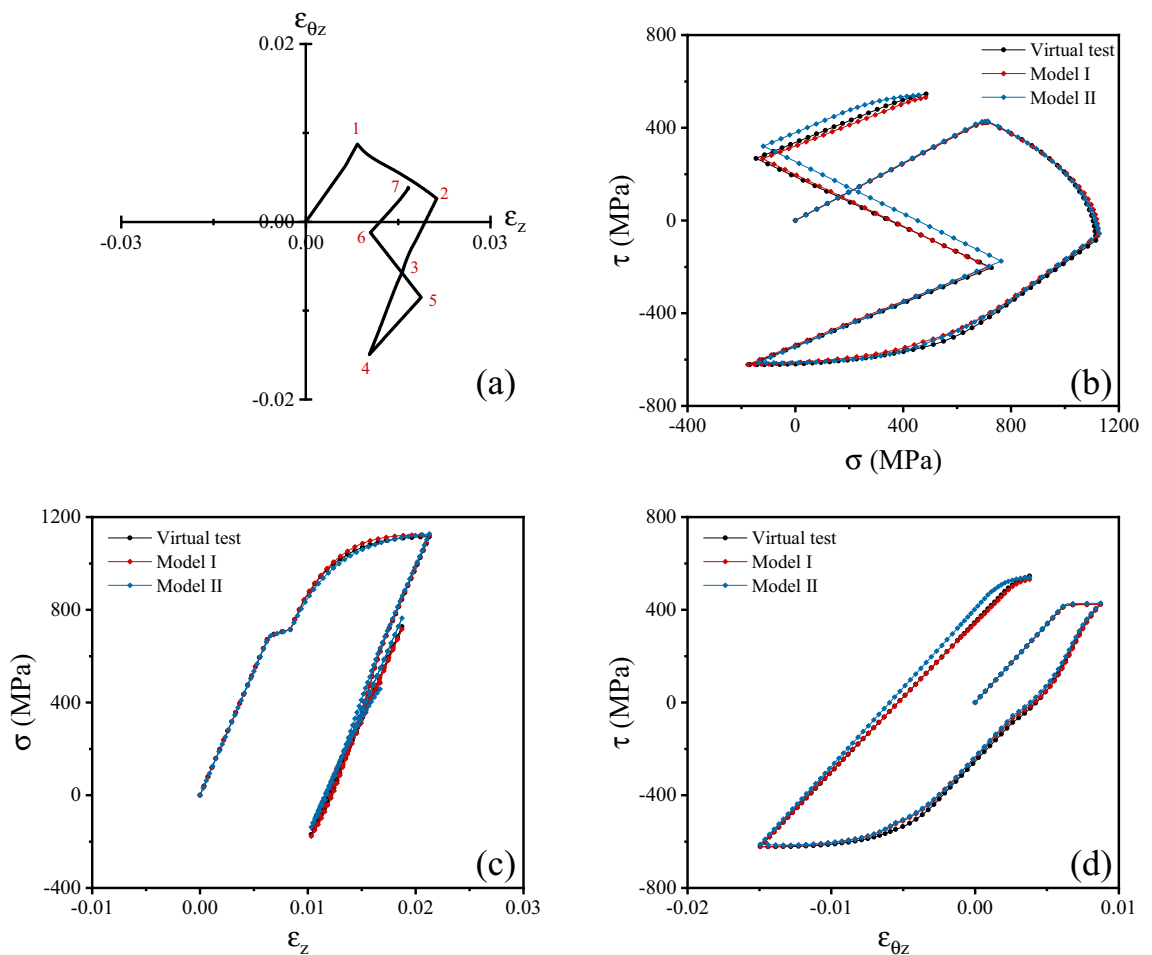 εθz
0.02
1
7
2
0.00
-0.03
0.00
0.03
εz
6
3
5
4
-0.02
(a)
800
400
0
-400
-800
τ (MPa)
Virtual test
Model I
Model II
(b)
-400
0
400
800
1200
σ (MPa)
1200
800
400
0
-400
σ (MPa)
Virtual test
Model I
Model II
(c)
-0.01
0.00
0.01
0.02
0.03
εz
800
400
0
-400
-800
τ (MPa)
Virtual test
Model I
Model II
(d)
-0.02
-0.01
0.00
0.01
εθz